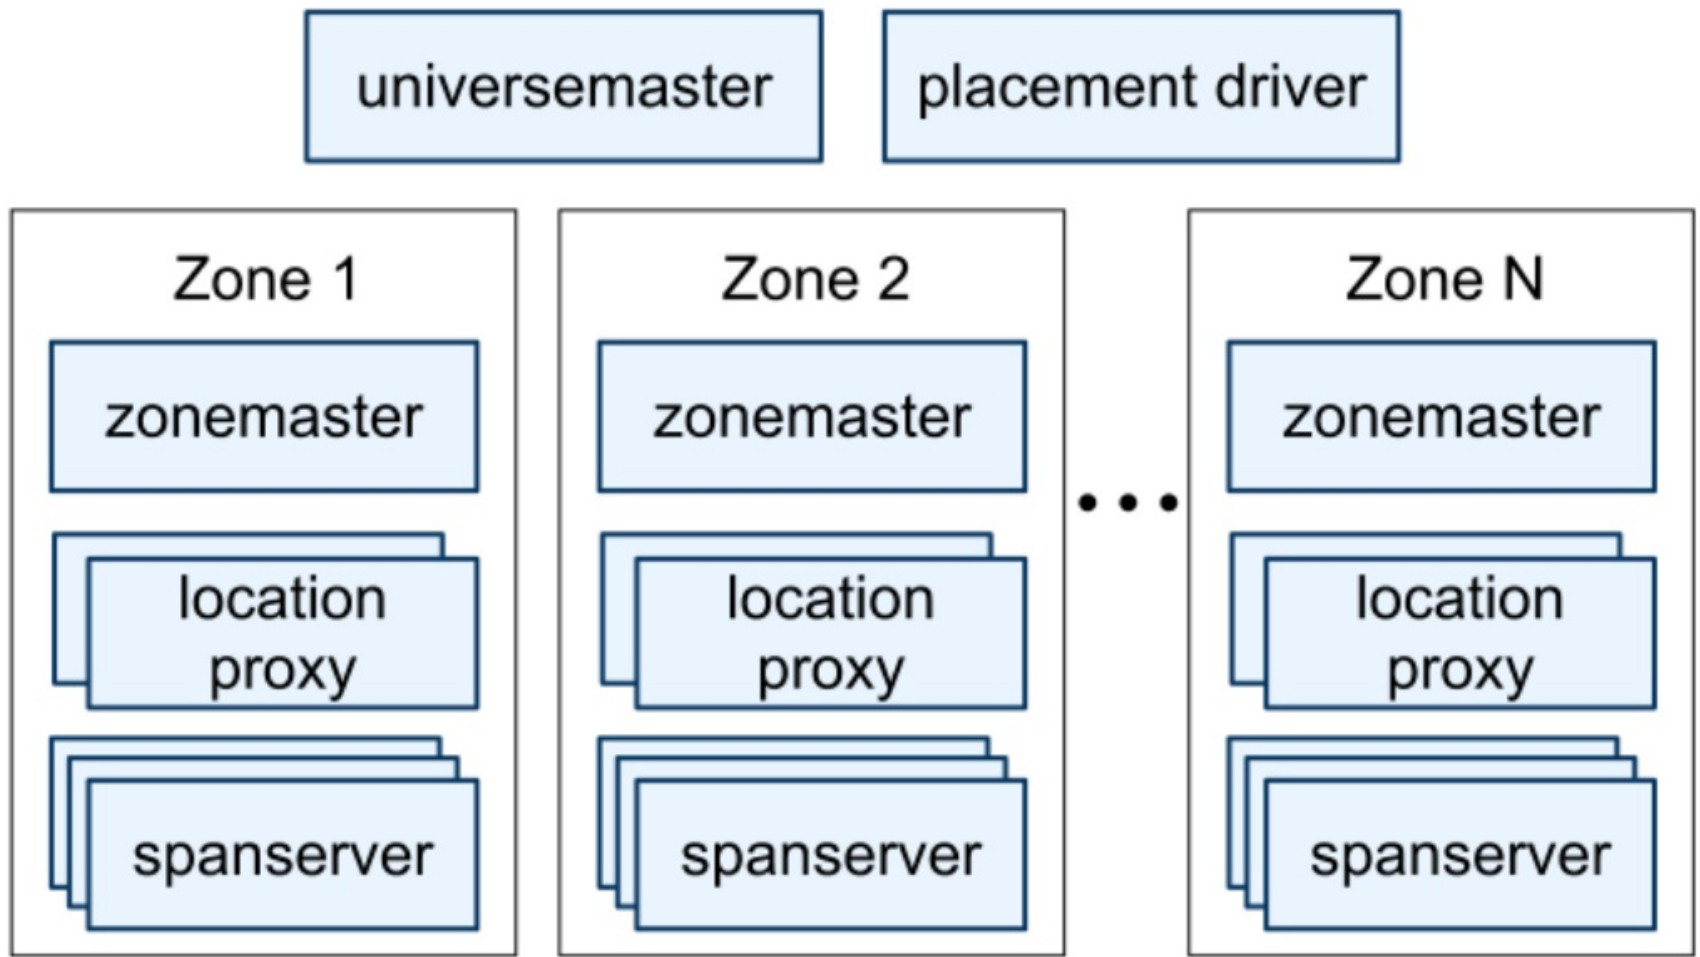 universemaster
placement driver
Zone 1
zonemaster
location
proxy
spanserver
Zone 2
zonemaster
location
proxy
spanserver
...
Zone N
zonemaster
location
proxy
spanserver